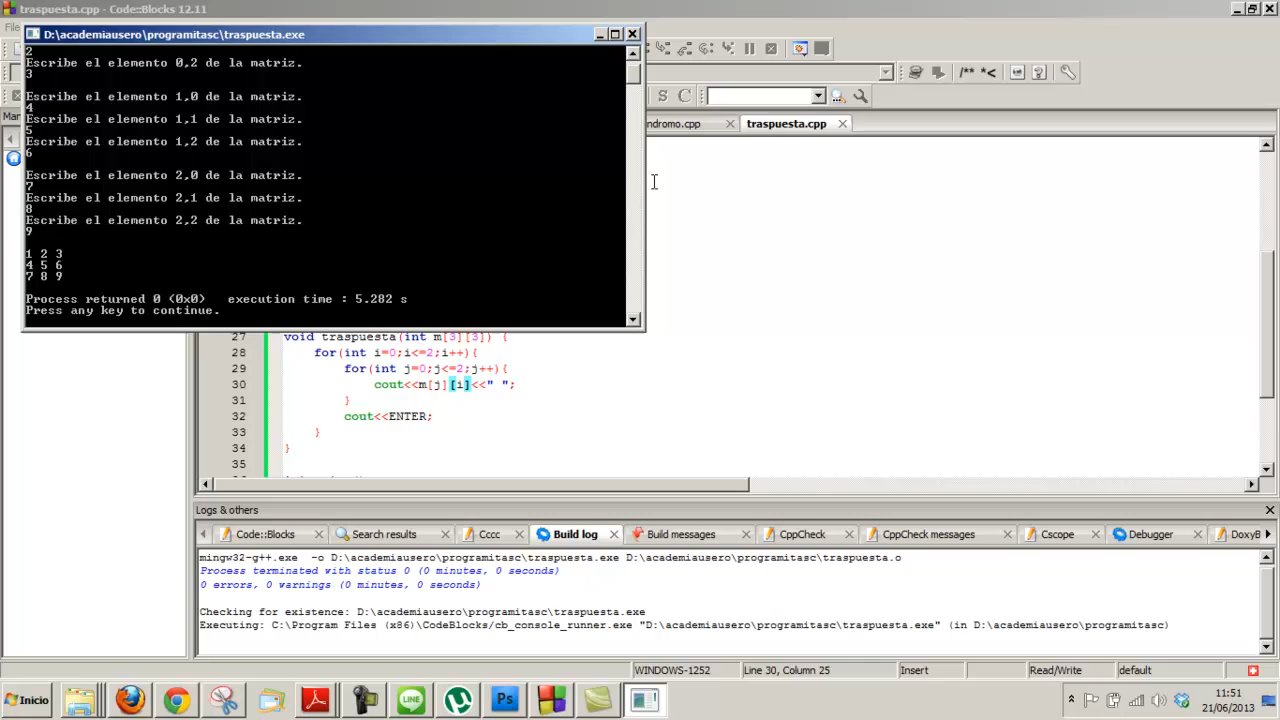 traspuesta.cpp - Code::Blocks 12.11
D:\academiausero\programitasc\traspuesta.exe
2
Escribe el elemento 0,2 de la matriz.
3
Escribe el elemento 1,0 de la matriz.
4
Escribe el elemento 1,1 de la matriz.
5
Escribe el elemento 1,2 de la matriz.
6
Escribe el elemento 2,0 de la matriz.
7
Escribe el elemento 2,1 de la matriz.
8
Escribe el elemento 2,2 de la matriz.
9
1 2 3
4 5 6
7 8 9
Process returned 0 (0x0) execution time : 5.282 s
Press any key to continue.
/** *<
S C
ndromo.cpp traspuesta.cpp
27 void traspuesta(int m[3][3]) {
28 for(int i=0;i<=2;i++){
29 for(int j=0;j<=2;j++){
30 cout<<m[j][i]<<" ";
31 }
32 cout<<ENTER;
33 }
34 }
35
Logs & others
Code::Blocks Search results Cccc Build log Build messages CppCheck CppCheck messages Cscope Debugger DoxyB
mingw32-g++.exe -o D:\academiausero\programitasc\traspuesta.exe D:\academiausero\programitasc\traspuesta.o
Process terminated with status 0 (0 minutes, 0 seconds)
0 errors, 0 warnings (0 minutes, 0 seconds)
Checking for existence: D:\academiausero\programitasc\traspuesta.exe
Executing: C:\Program Files (x86)\CodeBlocks/cb_console_runner.exe "D:\academiausero\programitasc\traspuesta.exe" (in D:\academiausero\programitasc)
WINDOWS-1252 Line 30, Column 25 Insert Read/Write default
Inicio LINE Ps
11:51
21/06/2013